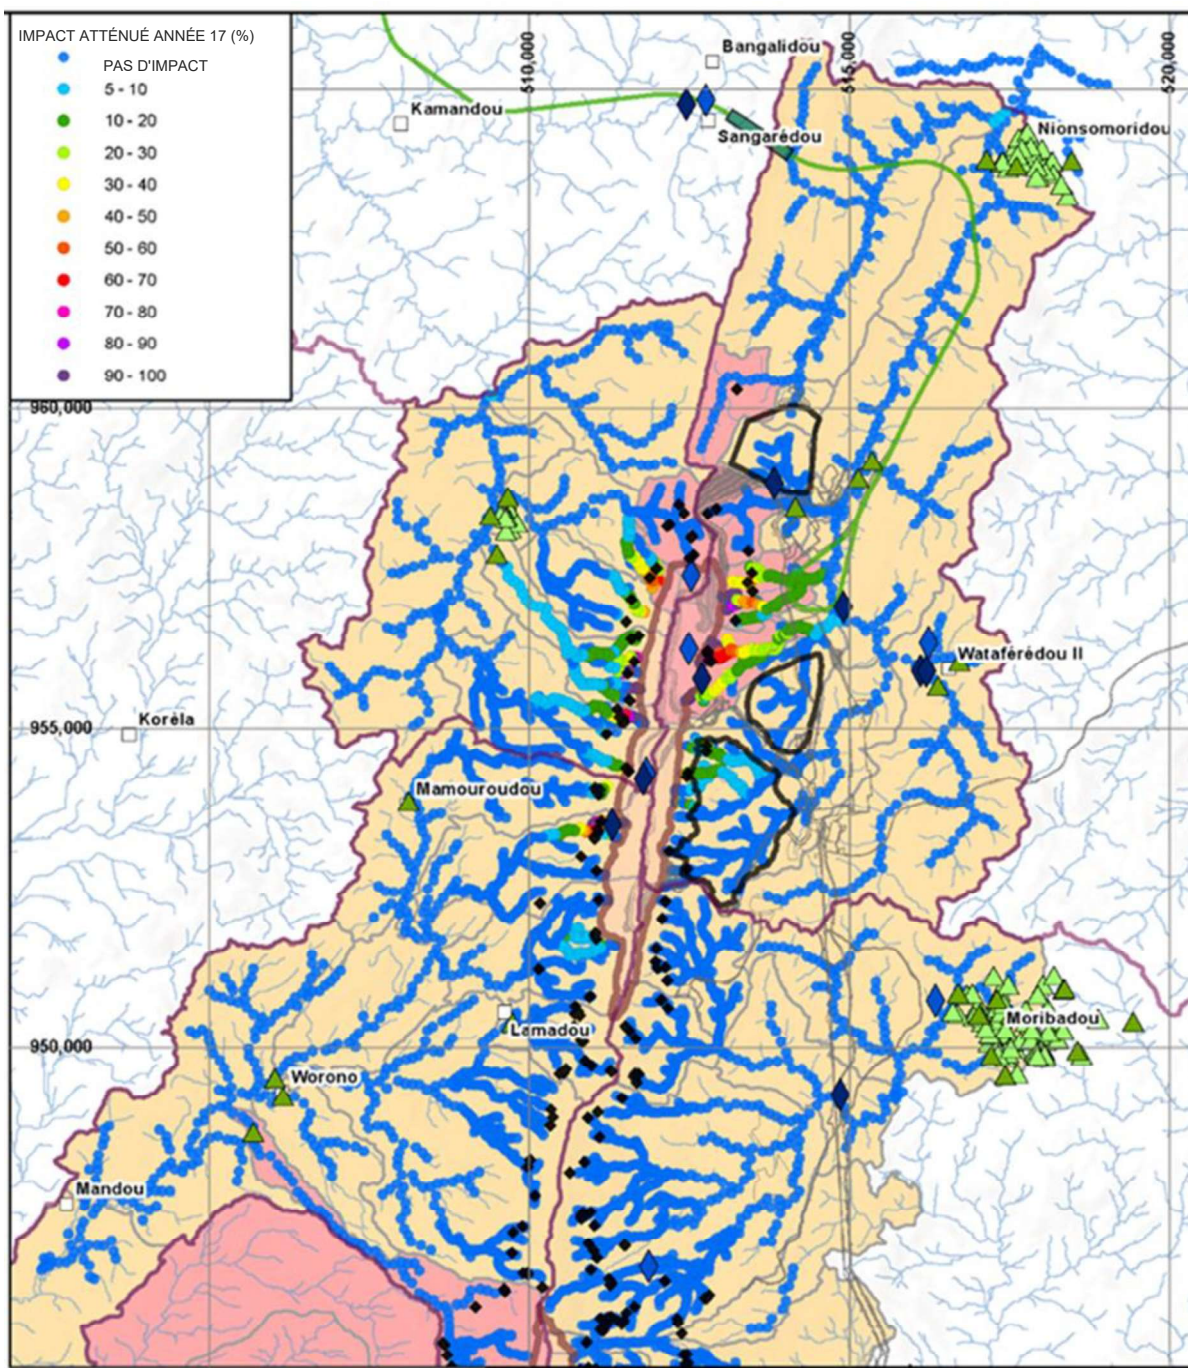 IMPACT ATTÉNUÉ ANNÉE 17 (%)
PAS D'IMPACT
5 - 10
10 - 20
20 - 30
30 - 40
40 - 50
50 - 60
60 - 70
70 - 80
80 - 90
90 - 100
510,000
515,000
520,000
Bangalidou
Kamandou
Sangarédou
Nionsomoridou
960,000
Wataférédou II
Koréla
955,000
Mamouroudou
Moribadou
Lamadou
950,000
Worono
Mandou